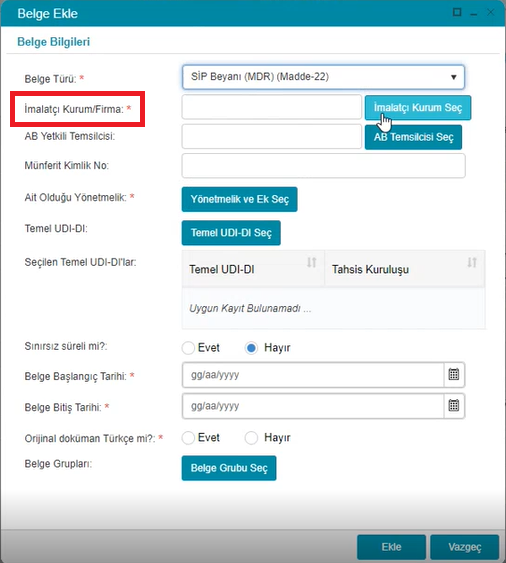 Belge Ekle
Belge Bilgileri
Belge Türü: * SİP Beyanı (MDR) (Madde-22)
İmalatçı Kurum/Firma: * İmalatçı Kurum Seç
AB Yetkili Temsilcisi: AB Temsilcisi Seç
Münferit Kimlik No:
Ait Olduğu Yönetmelik: * Yönetmelik ve Ek Seç
Temel UDI-DI: Temel UDI-DI Seç
Seçilen Temel UDI-DI'lar: Temel UDI-DI Tahsis Kuruluşu
Uygun Kayıt Bulunamadı ...
Sınırsız süreli mi?: Evet Hayır
Belge Başlangıç Tarihi: * gg/aa/yyyy
Belge Bitiş Tarihi: * gg/aa/yyyy
Orijinal doküman Türkçe mi?: * Evet Hayır
Belge Grupları: Belge Grubu Seç
Ekle Vazgeç